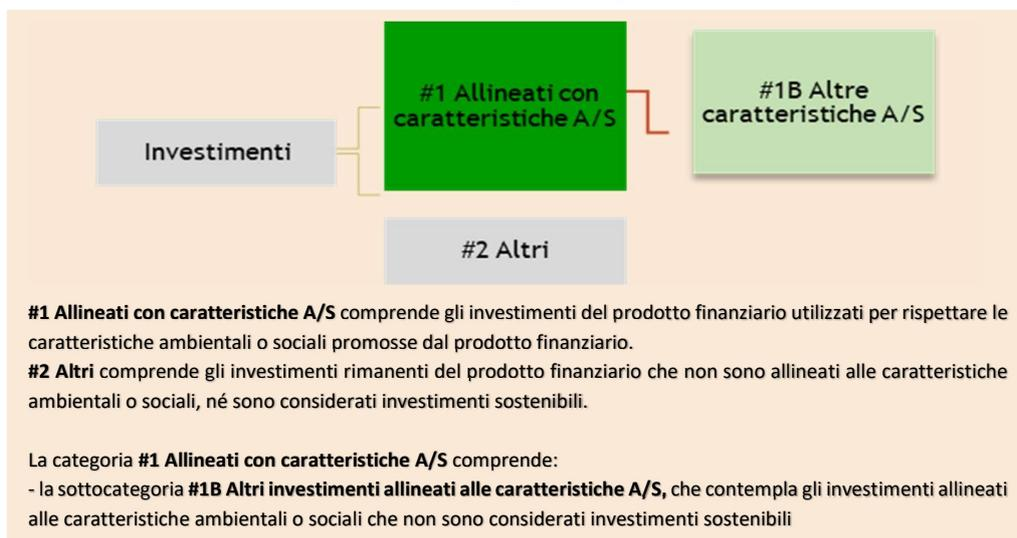 #1 Allineati con
caratteristiche A/S
#1B Altre
caratteristiche A/S
Investimenti
#2 Altri
#1 Allineati con caratteristiche A/S comprende gli investimenti del prodotto finanziario utilizzati per rispettare le
caratteristiche ambientali o sociali promosse dal prodotto finanziario.
#2 Altri comprende gli investimenti rimanenti del prodotto finanziario che non sono allineati alle caratteristiche
ambientali o sociali, né sono considerati investimenti sostenibili.
La categoria #1 Allineati con caratteristiche A/S comprende:
- la sottocategoria #1B Altri investimenti allineati alle caratteristiche A/S, che contempla gli investimenti allineati
alle caratteristiche ambientali o sociali che non sono considerati investimenti sostenibili